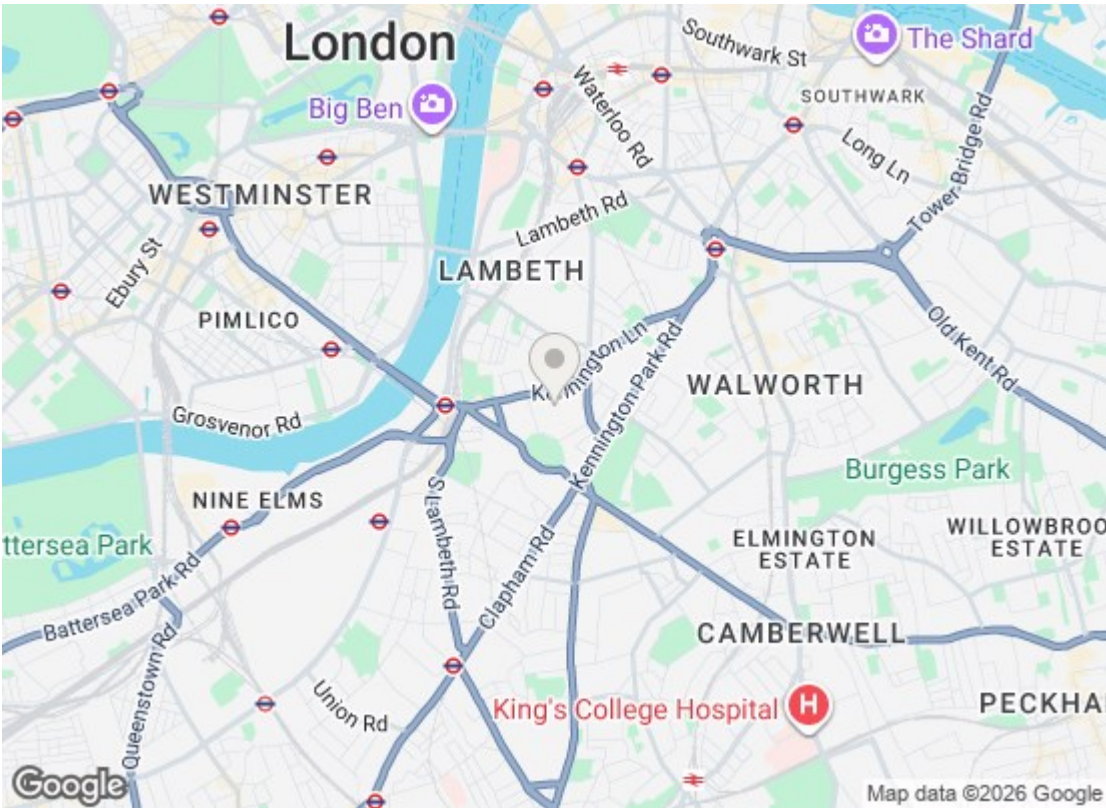 London
Southwark St
The Shard
Big Ben
Waterloo Rd
SOUTHWARK
Long Ln
Tower Bridge Rd
WESTMINSTER
Lambeth Rd
Ebury St
LAMBETH
PIMLICO
Old Kent Rd
Kennington Ln
Kennington Park Rd
WALWORTH
Grosvenor Rd
Burgess Park
NINE ELMS
S Lambeth Rd
ttersea Park
ELMINGTON
ESTATE
WILLOWBROO
ESTATE
Clapham Rd
Battersea Park Rd
CAMBERWELL
Queenstown Rd
Union Rd
King's College Hospital
H
PECKHA
Google
Map data ©2026 Google